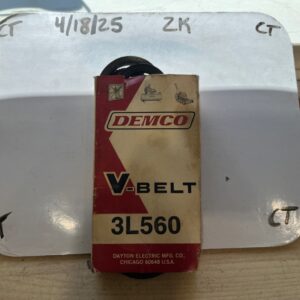 CT 4/18/25 ZK CT
DEMCO
V-BELT
3L560
CT
DAYTON ELECTRIC MFG. CO.
CHICAGO 60648 U.S.A.